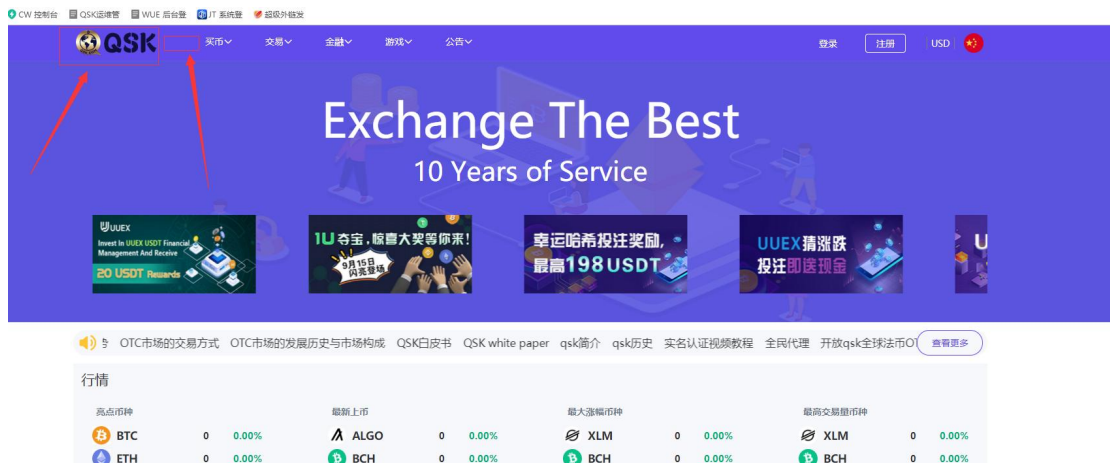 CW 控制台 QSK运维管 WUE 后台登 JT 系统登 超级外链发
QSK 买币 交易 金融 游戏 公告 登录 注册 USD
Exchange The Best
10 Years of Service
UUEX
Invest In UUEX USDT Financial
Management And Receive
20 USDT Rewards
1U夺宝,惊喜大奖等你来!
9月15日
闪亮登场
幸运哈希投注奖励,
最高198USDT
UUEX猜涨跌
投注即送现金
U
OTC市场的交易方式 OTC市场的发展历史与市场构成 QSK白皮书 QSK white paper qsk简介 qsk历史 实名认证视频教程 全民代理 开放qsk全球法币OT 查看更多
行情
亮点币种 最新上币 最大涨幅币种 最高交易量币种
BTC 0 0.00% ALGO 0 0.00% XLM 0 0.00% XLM 0 0.00%
ETH 0 0.00% BCH 0 0.00% BCH 0 0.00% BCH 0 0.00%